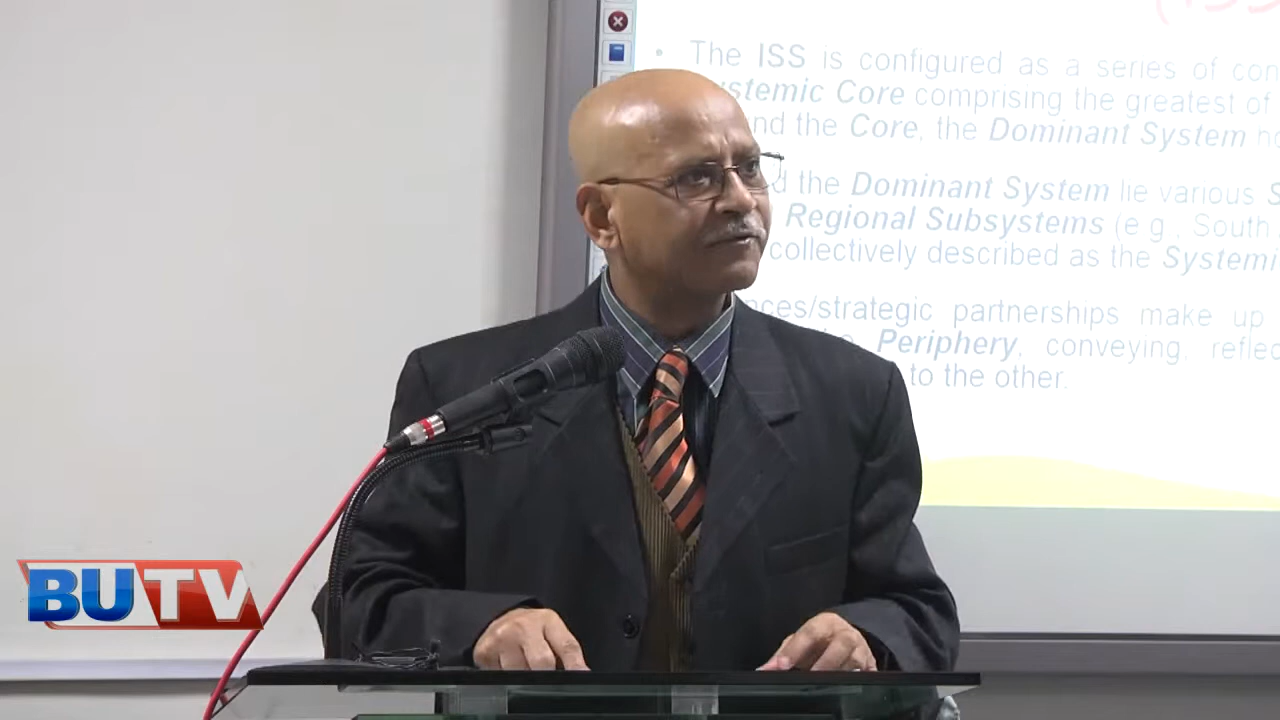 (ISS
• The ISS is configured as a series of con
stemic Core comprising the greatest of
nd the Core, the Dominant System ho
d the Dominant System lie various S
Regional Subsystems (e.g., South
collectively described as the Systemi
nces/strategic partnerships make up
Periphery, conveying, reflec
to the other.
BUTV